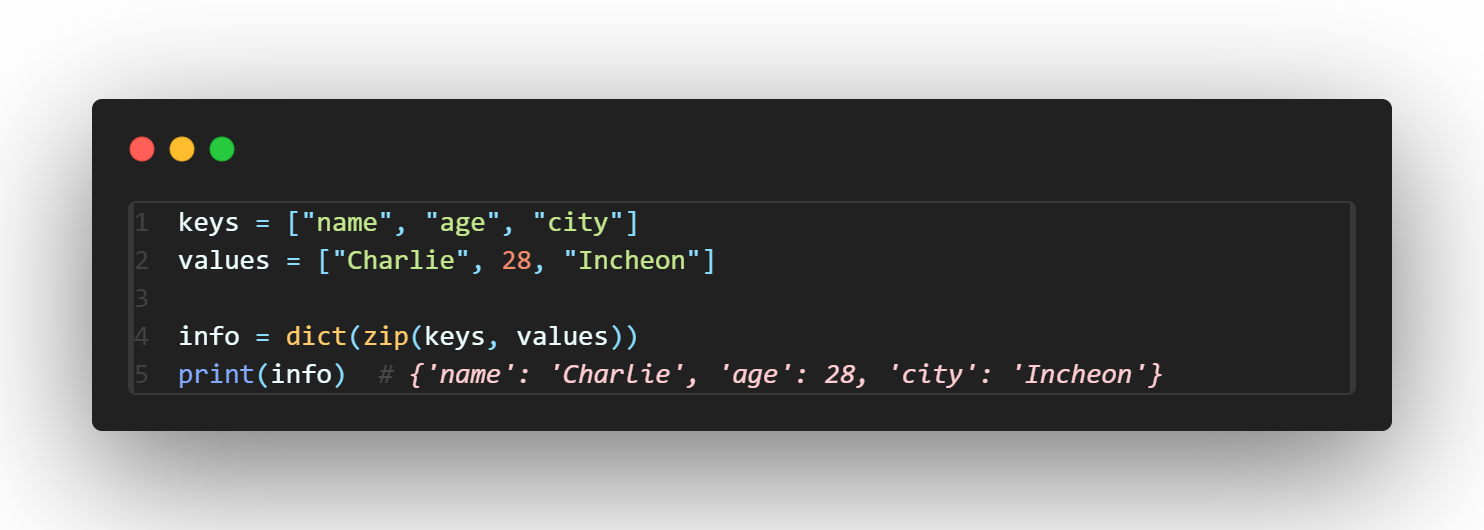 1 keys = ["name", "age", "city"]
2 values = ["Charlie", 28, "Incheon"]
3
4 info = dict(zip(keys, values))
5 print(info)  # {'name': 'Charlie', 'age': 28, 'city': 'Incheon'}